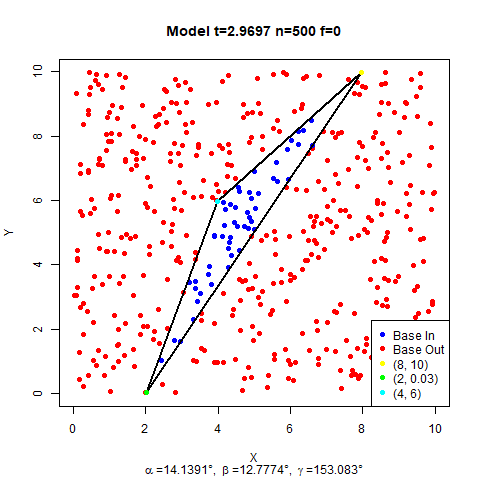 Model t=2.9697 n=500 f=0
10
8
6
4
2
0
Y
0 2 4 6 8 10
Base In
Base Out
(8, 10)
(2, 0.03)
(4, 6)
X
α =14.1391°, β =12.7774°, γ =153.083°